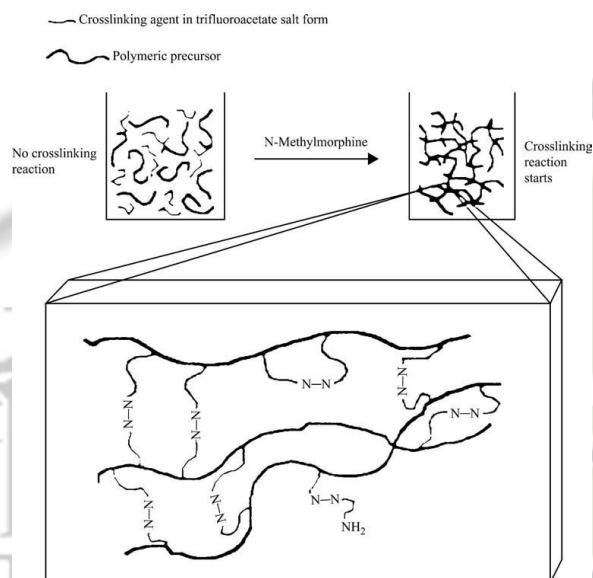 Crosslinking agent in trifluoroacetate salt form
Polymeric precursor
No crosslinking
reaction
N-Methylmorphine
Crosslinking
reaction
starts
N–N
N–N
N–N
N–N
N–N
N–N
N–N
N–N
NH2